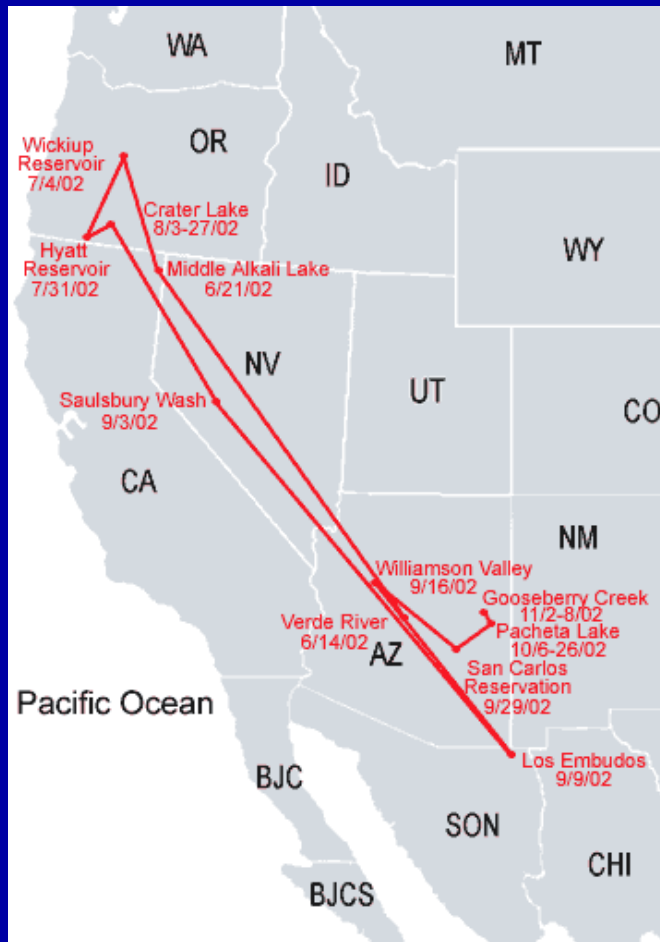 WA
MT
Wickiup
Reservoir
7/4/02
OR
ID
Crater Lake
8/3-27/02
WY
Hyatt
Reservoir
7/31/02
Middle Alkali Lake
6/21/02
NV
UT
CO
Saulsbury Wash
9/3/02
CA
NM
Williamson Valley
9/16/02
Gooseberry Creek
11/2-8/02
Verde River
6/14/02
Pacheta Lake
10/6-26/02
AZ
San Carlos
Reservation
9/29/02
Pacific Ocean
Los Embudos
9/9/02
BJC
SON
CHI
BJCS